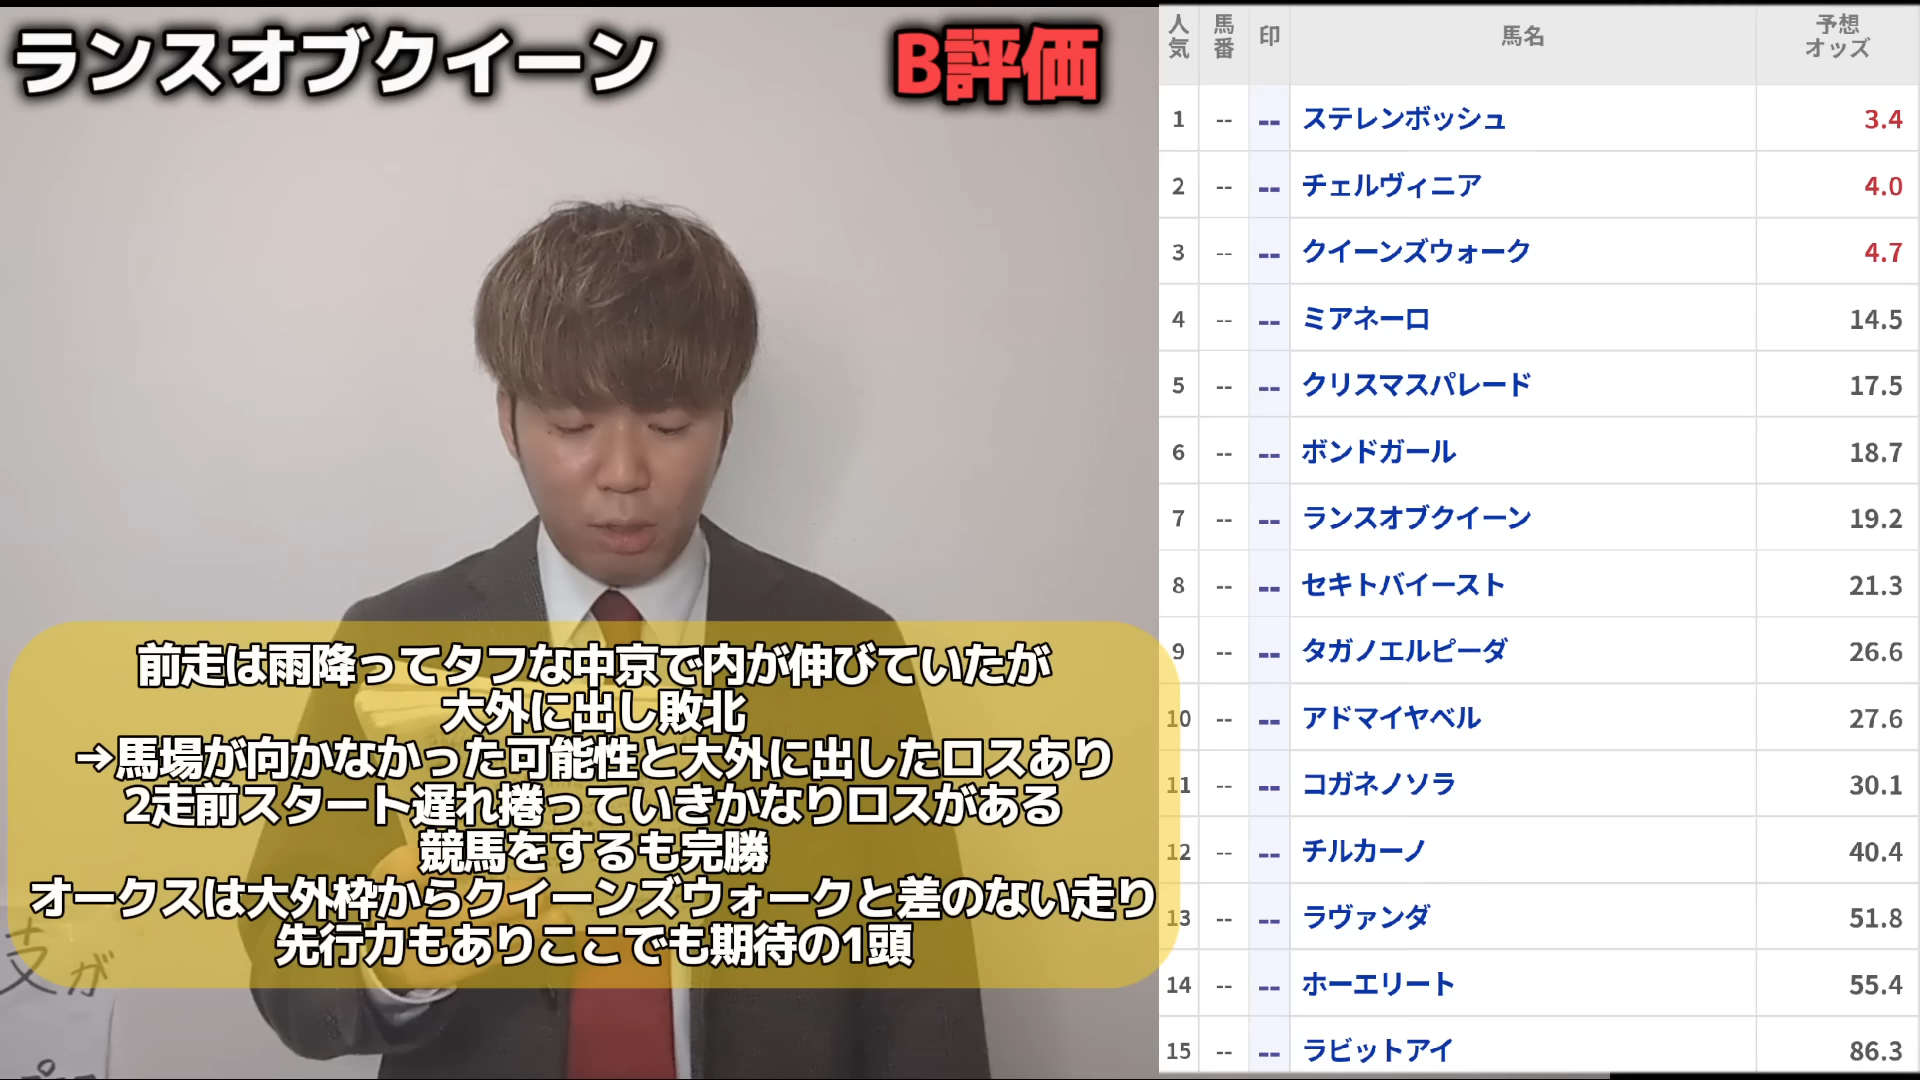 ランスオブクイーン
B評価
前走は雨降ってタフな中京で内が伸びていたが
大外に出し敗北
→馬場が向かなかった可能性と大外に出したロスあり
2走前スタート遅れ捲っていきかなりロスがある
競馬をするも完勝
オークスは大外枠からクイーンズウォークと差のない走り
先行力もありここでも期待の1頭
支が
人気 馬番 印 馬名 予想オッズ
1 -- -- ステレンボッシュ 3.4
2 -- -- チェルヴィニア 4.0
3 -- -- クイーンズウォーク 4.7
4 -- -- ミアネーロ 14.5
5 -- -- クリスマスパレード 17.5
6 -- -- ボンドガール 18.7
7 -- -- ランスオブクイーン 19.2
8 -- -- セキトバイースト 21.3
9 -- -- タガノエルピーダ 26.6
10 -- -- アドマイヤベル 27.6
11 -- -- コガネノソラ 30.1
12 -- -- チルカーノ 40.4
13 -- -- ラヴァンダ 51.8
14 -- -- ホーエリート 55.4
15 -- -- ラビットアイ 86.3